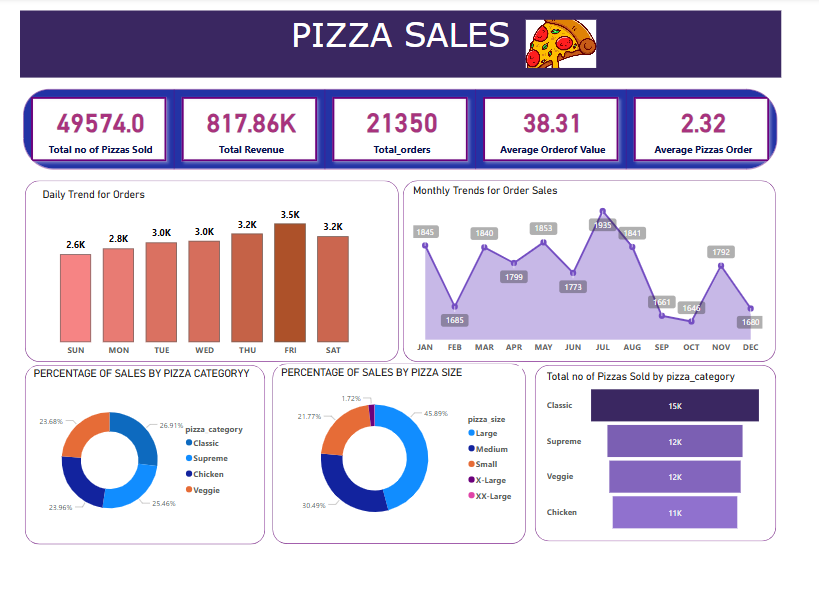 PIZZA SALES
49574.0 817.86K 21350 38.31 2.32
Total no of Pizzas Sold Total Revenue Total_orders Average Orderof Value Average Pizzas Order
Daily Trend for Orders
2.6K 2.8K 3.0K 3.0K 3.2K 3.5K 3.2K
SUN MON TUE WED THU FRI SAT
Monthly Trends for Order Sales
1845 1685 1840 1799 1853 1773 1935 1841 1661 1646 1792 1680
JAN FEB MAR APR MAY JUN JUL AUG SEP OCT NOV DEC
PERCENTAGE OF SALES BY PIZZA CATEGORYY
23.68% 26.91%
23.96% 25.46%
pizza_category
Classic
Supreme
Chicken
Veggie
PERCENTAGE OF SALES BY PIZZA SIZE
1.72%
21.77% 45.89%
30.49%
pizza_size
Large
Medium
Small
X-Large
XX-Large
Total no of Pizzas Sold by pizza_category
Classic 15K
Supreme 12K
Veggie 12K
Chicken 11K